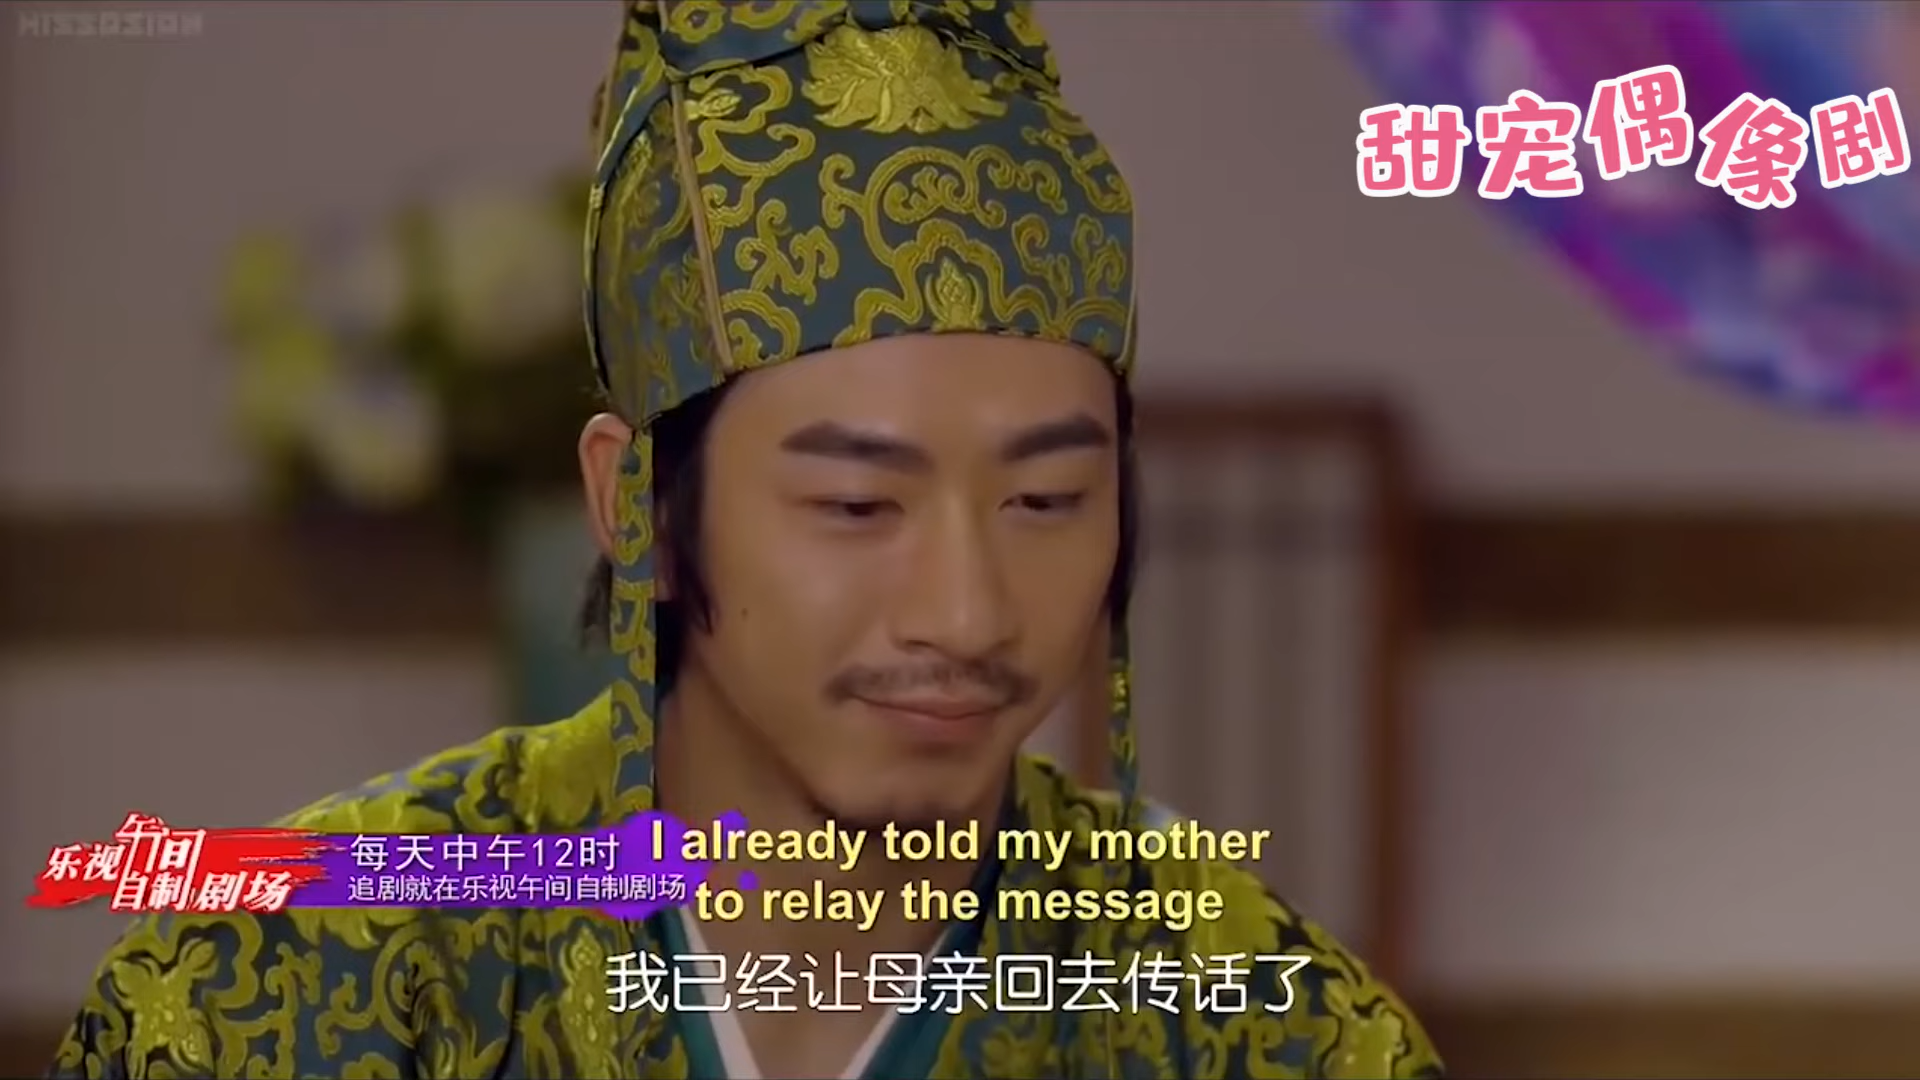 MISSOSION
甜宠偶像剧
乐视午间自制剧场
每天中午12时
追剧就在乐视午间自制剧场
I already told my mother
to relay the message
我已经让母亲回去传话了